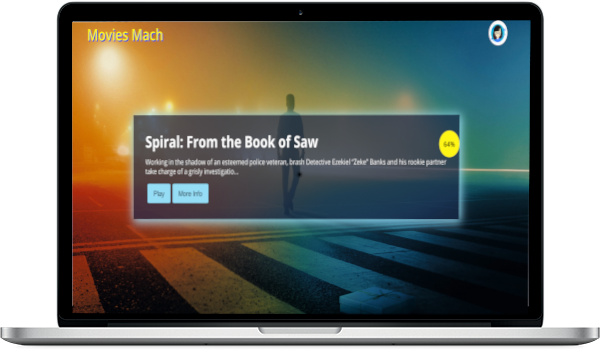 Movies Mach
Spiral: From the Book of Saw
64%
Working in the shadow of an esteemed police veteran, brash Detective Ezekiel “Zeke” Banks and his rookie partner
take charge of a grisly investigatio...
Play
More Info